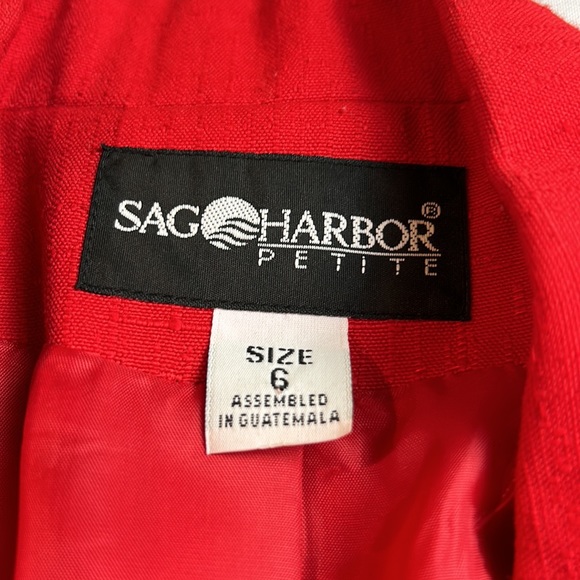 SAG HARBOR®
PETITE
SIZE
6
ASSEMBLED
IN GUATEMALA